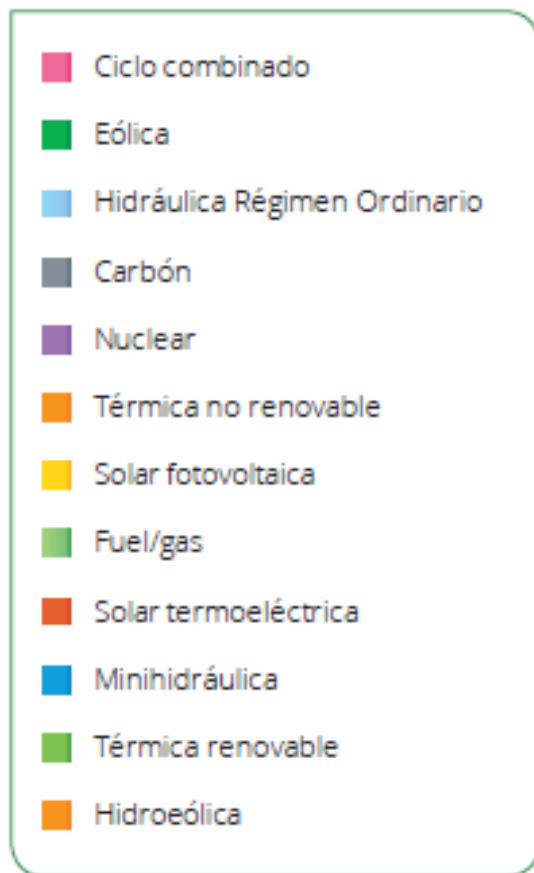 Ciclo combinado
Eólica
Hidráulica Régimen Ordinario
Carbón
Nuclear
Térmica no renovable
Solar fotovoltaica
Fuel/gas
Solar termoeléctrica
Minihidráulica
Térmica renovable
Hidroeólica